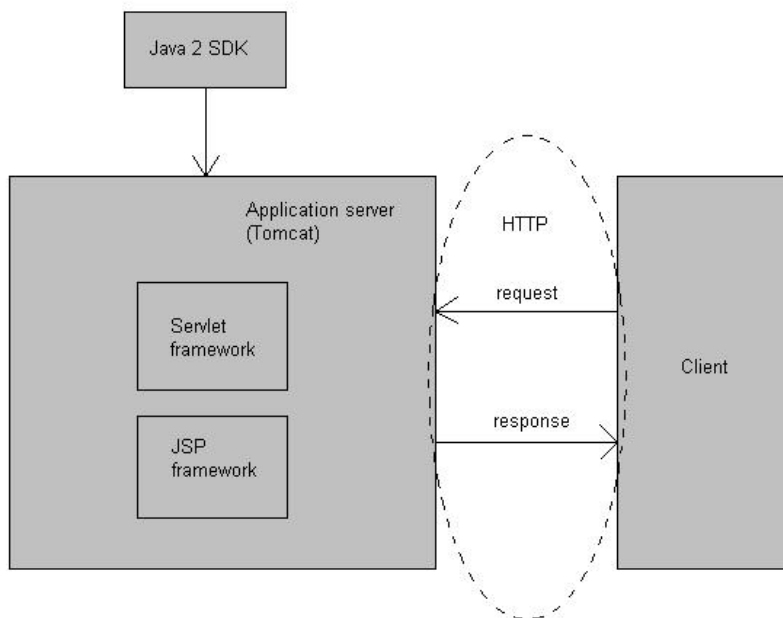 Java 2 SDK
Application server
(Tomcat)
HTTP
request
Servlet
framework
Client
response
JSP
framework